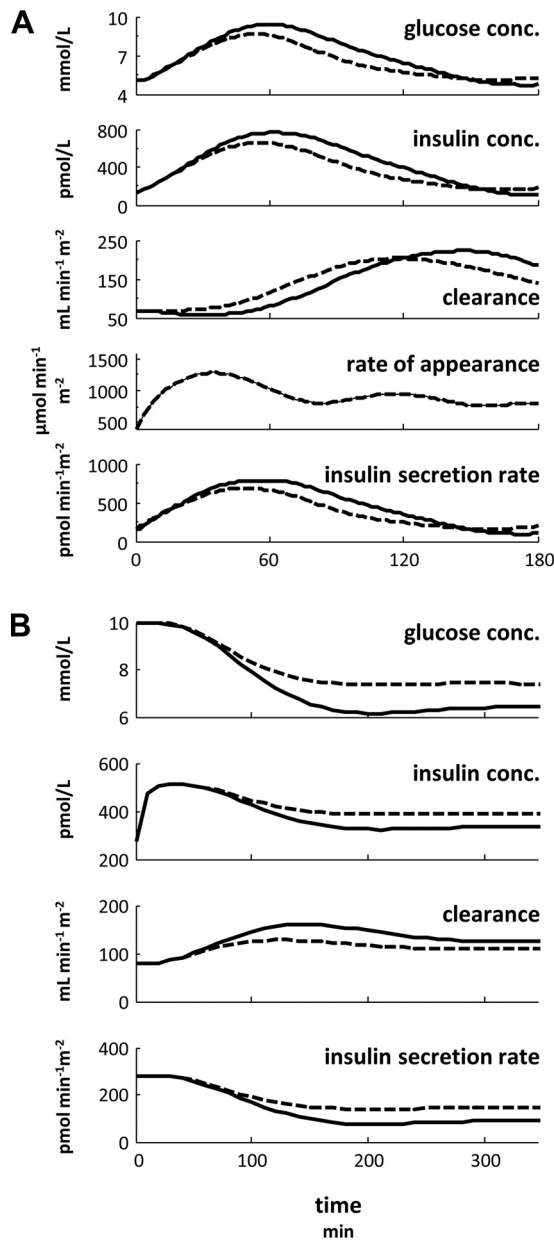 A
glucose conc.
mmol/L
10
7
4
insulin conc.
pmol/L
800
400
0
clearance
mL min-1 m-2
250
150
50
rate of appearance
μmol min-1
m-2
1500
1000
500
insulin secretion rate
pmol min-1m-2
1000
500
0
0
60
120
180
B
glucose conc.
mmol/L
10
8
6
insulin conc.
pmol/L
600
400
200
clearance
mL min-1 m-2
200
100
0
insulin secretion rate
pmol min-1m-2
400
200
0
0
100
200
300
time
min